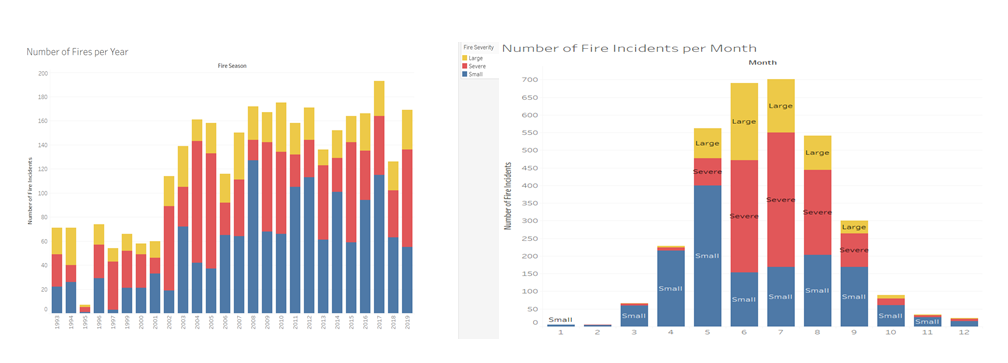 Number of Fires per Year
Fire Season
Number of Fire Incidents
200
180
160
140
120
100
80
60
40
20
0
1993 1994 1995 1996 1997 1999 2000 2001 2002 2003 2004 2005 2006 2007 2008 2009 2010 2011 2012 2013 2014 2015 2016 2017 2018 2019
Fire Severity
Large
Severe
Small
Number of Fire Incidents per Month
Month
Number of Fire Incidents
700
650
600
550
500
450
400
350
300
250
200
150
100
50
0
Small
Small
Small
Large
Severe
Small
Large
Severe
Small
Large
Severe
Small
Large
Severe
Small
Large
Severe
Small
Small
Small
1 2 3 4 5 6 7 8 9 10 11 12